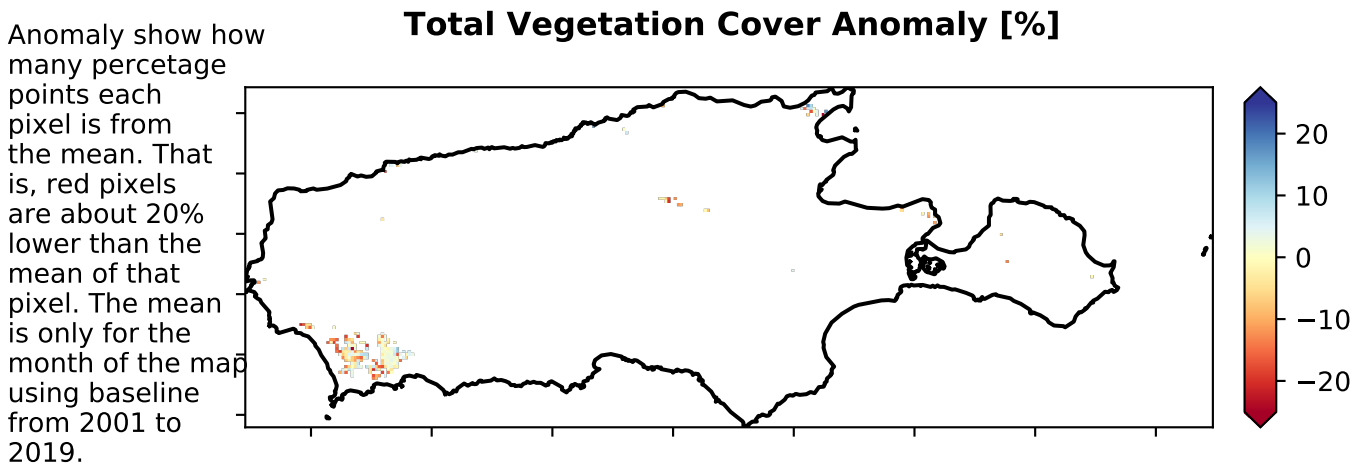 Total Vegetation Cover Anomaly [%]
Anomaly show how
many percetage
points each
pixel is from
the mean. That
is, red pixels
are about 20%
lower than the
mean of that
pixel. The mean
is only for the
month of the map
using baseline
from 2001 to
2019.
20
10
0
−10
−20